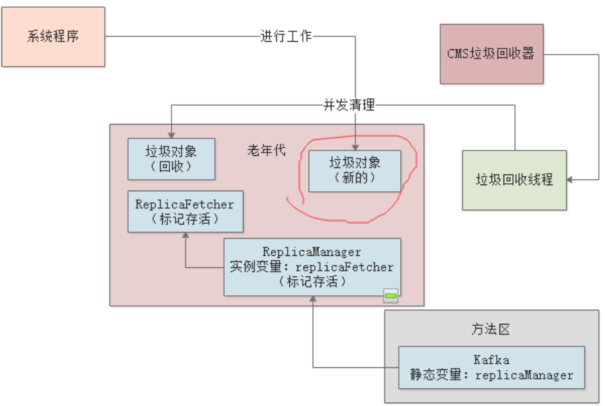 系统程序
进行工作
CMS垃圾回收器
并发清理
垃圾对象
（回收）
老年代
垃圾对象
（新的）
垃圾回收线程
ReplicaFetcher
（标记存活）
ReplicaManager
实例变量：replicaFetcher
（标记存活）
方法区
Kafka
静态变量：replicaManager